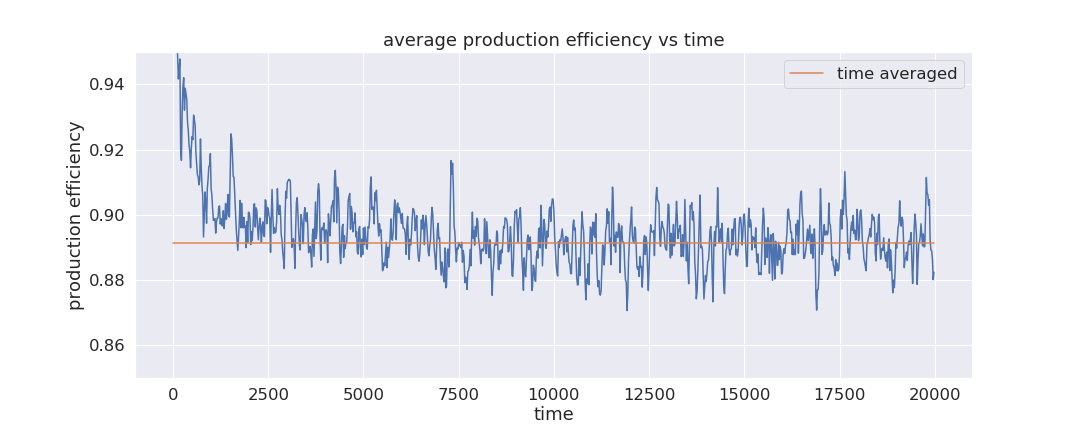 average production efficiency vs time
time averaged
production efficiency
0.94
0.92
0.90
0.88
0.86
0 2500 5000 7500 10000 12500 15000 17500 20000
time